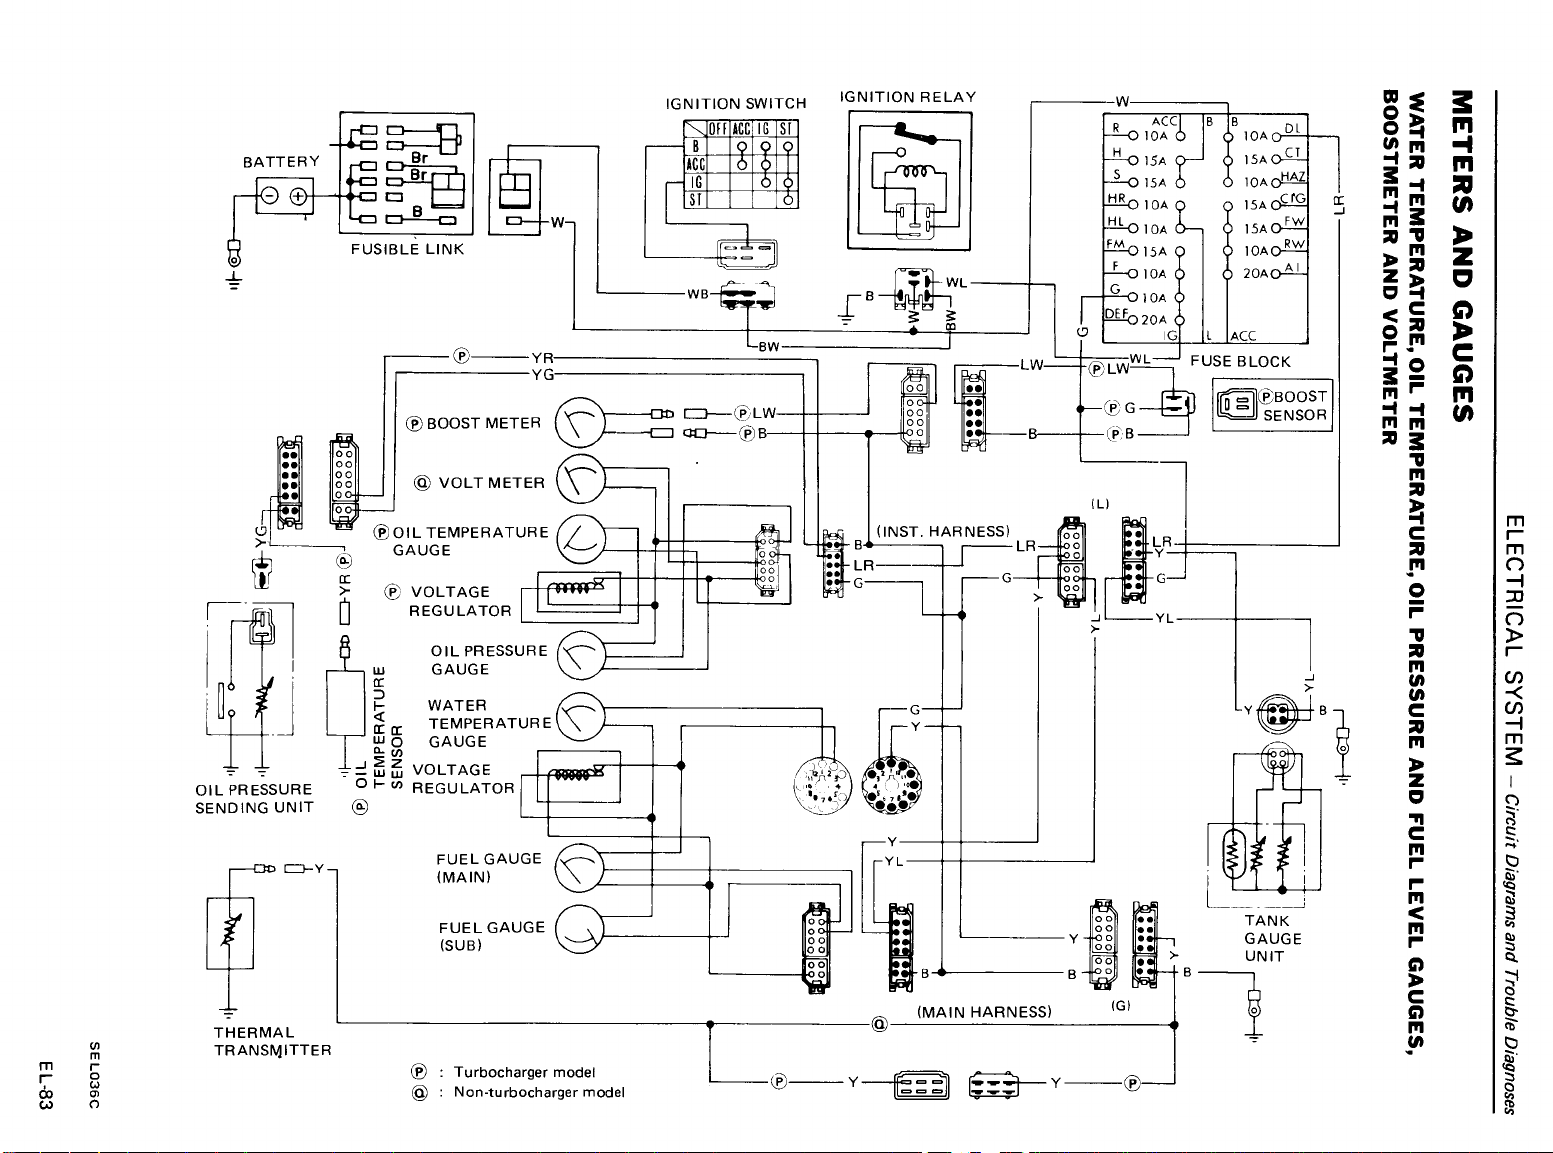 ELECTRICAL SYSTEM – Circuit Diagrams and Trouble Diagnoses
METERS AND GAUGES
WATER TEMPERATURE, OIL TEMPERATURE, OIL PRESSURE AND FUEL LEVEL GAUGES,
BOOSTMETER AND VOLTMETER
BATTERY
Br
Br
B
FUSIBLE LINK
W
IGNITION SWITCH
OFF ACC IG ST
B
ACC
IG
ST
WB
BW
IGNITION RELAY
B
W
WL
BW
W
ACC B B
R 10A 10A DL
H 15A 15A CT
S 15A 10A HAZ
HR 10A 15A CIG
HL 10A 15A FW
FM 15A 10A RW
F 10A 20A AI
G 10A
DEF 20A
IG L ACC
FUSE BLOCK
LR
G
WL
LW
Ⓟ LW
Ⓟ G
Ⓟ B
B
Ⓟ BOOST
SENSOR
Ⓟ YR
YG
Ⓟ BOOST METER
Ⓟ LW
Ⓟ B
Ⓠ VOLT METER
Ⓟ OIL TEMPERATURE
GAUGE
Ⓟ VOLTAGE
REGULATOR
OIL PRESSURE
GAUGE
WATER
TEMPERATURE
GAUGE
VOLTAGE
REGULATOR
FUEL GAUGE
(MAIN)
FUEL GAUGE
(SUB)
YG
YR Ⓟ
OIL PRESSURE
SENDING UNIT
Ⓟ OIL
TEMPERATURE
SENSOR
B
LR
G
(INST. HARNESS)
LR
G
Y
YL
(L)
LR
Y
G
YL
YL
Y
B
G
Y
Y
YL
B
Y
B
(G)
Y
B
(MAIN HARNESS)
TANK
GAUGE
UNIT
Y
THERMAL
TRANSMITTER
Ⓠ
Ⓟ Y
Y Ⓟ
Ⓟ : Turbocharger model
Ⓠ : Non-turbocharger model
SEL036C
EL-83